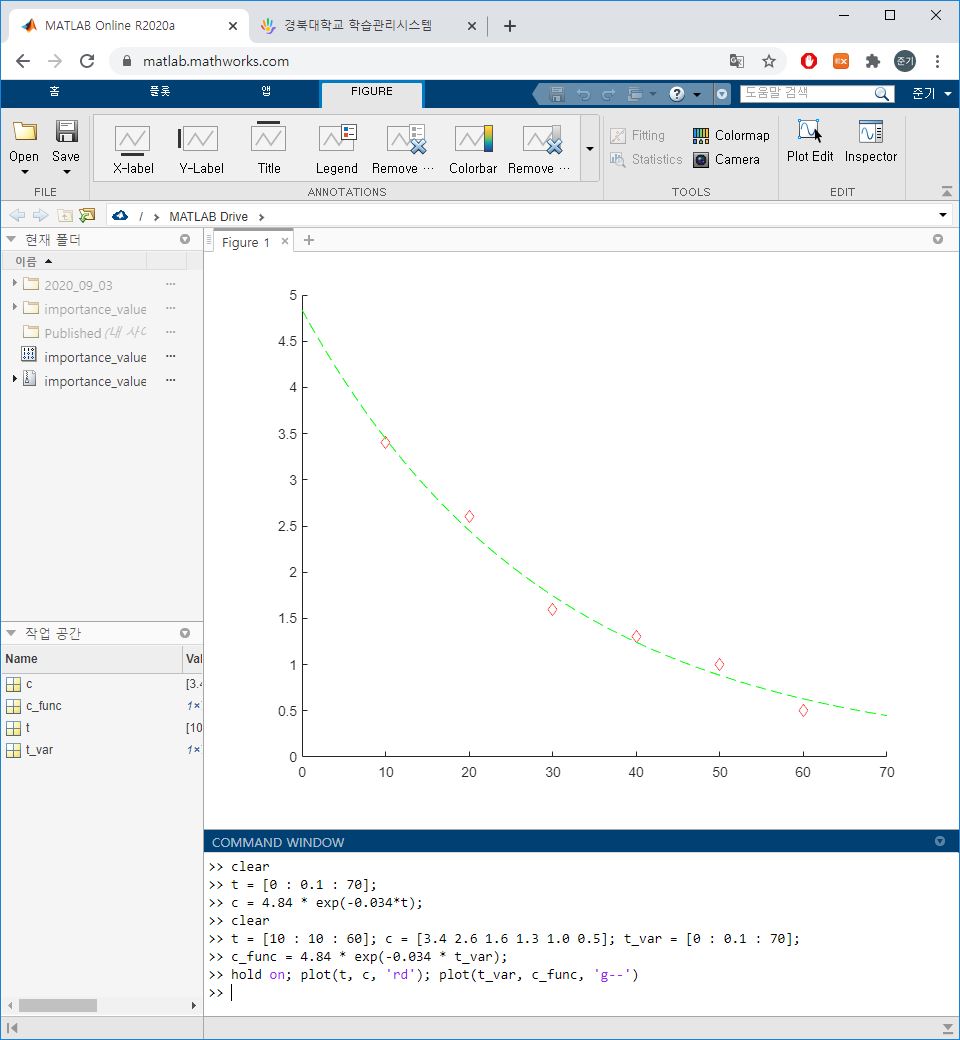 MATLAB Online R2020a
경북대학교 학습관리시스템
matlab.mathworks.com
EX
준기
홈 플롯 앱 FIGURE
도움말 검색
준기
Open Save
X-label Y-Label Title Legend Remove ... Colorbar Remove ...
Fitting
Statistics
Colormap
Camera
Plot Edit Inspector
FILE ANNOTATIONS TOOLS EDIT
/ MATLAB Drive
현재 폴더
이름
2020_09_03
importance_value
Published (내 사
importance_value
importance_value
Figure 1
5
4.5
4
3.5
3
2.5
2
1.5
1
0.5
0
0 10 20 30 40 50 60 70
작업 공간
Name Val
c [3.4
c_func 1×
t [10
t_var 1×
COMMAND WINDOW
>> clear
>> t = [0 : 0.1 : 70];
>> c = 4.84 * exp(-0.034*t);
>> clear
>> t = [10 : 10 : 60]; c = [3.4 2.6 1.6 1.3 1.0 0.5]; t_var = [0 : 0.1 : 70];
>> c_func = 4.84 * exp(-0.034 * t_var);
>> hold on; plot(t, c, 'rd'); plot(t_var, c_func, 'g--')
>>